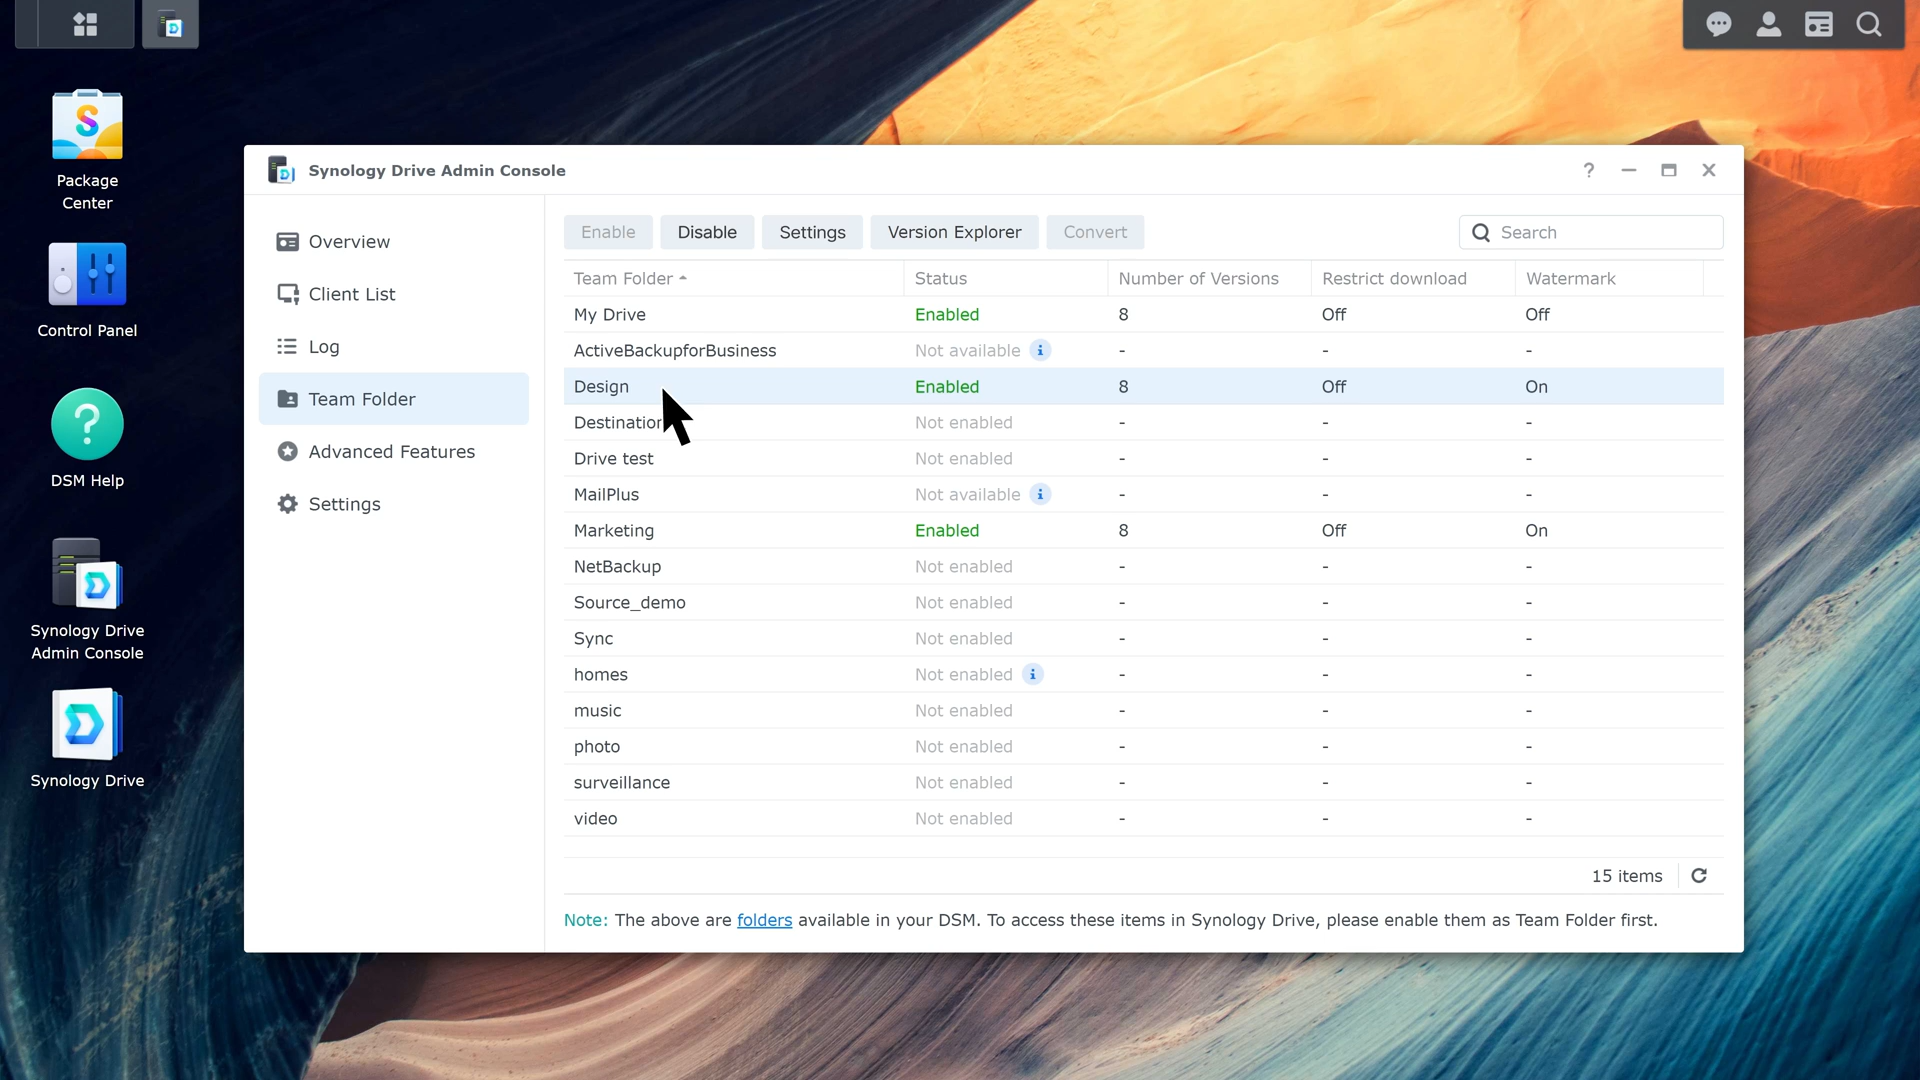 Package
Center
Control Panel
DSM Help
Synology Drive
Admin Console
Synology Drive
Synology Drive Admin Console
Overview
Client List
Log
Team Folder
Advanced Features
Settings
Enable Disable Settings Version Explorer Convert Search
Team Folder Status Number of Versions Restrict download Watermark
My Drive Enabled 8 Off Off
ActiveBackupforBusiness Not available - - -
Design Enabled 8 Off On
Destination Not enabled - - -
Drive test Not enabled - - -
MailPlus Not available - - -
Marketing Enabled 8 Off On
NetBackup Not enabled - - -
Source_demo Not enabled - - -
Sync Not enabled - - -
homes Not enabled - - -
music Not enabled - - -
photo Not enabled - - -
surveillance Not enabled - - -
video Not enabled - - -
15 items
Note: The above are folders available in your DSM. To access these items in Synology Drive, please enable them as Team Folder first.